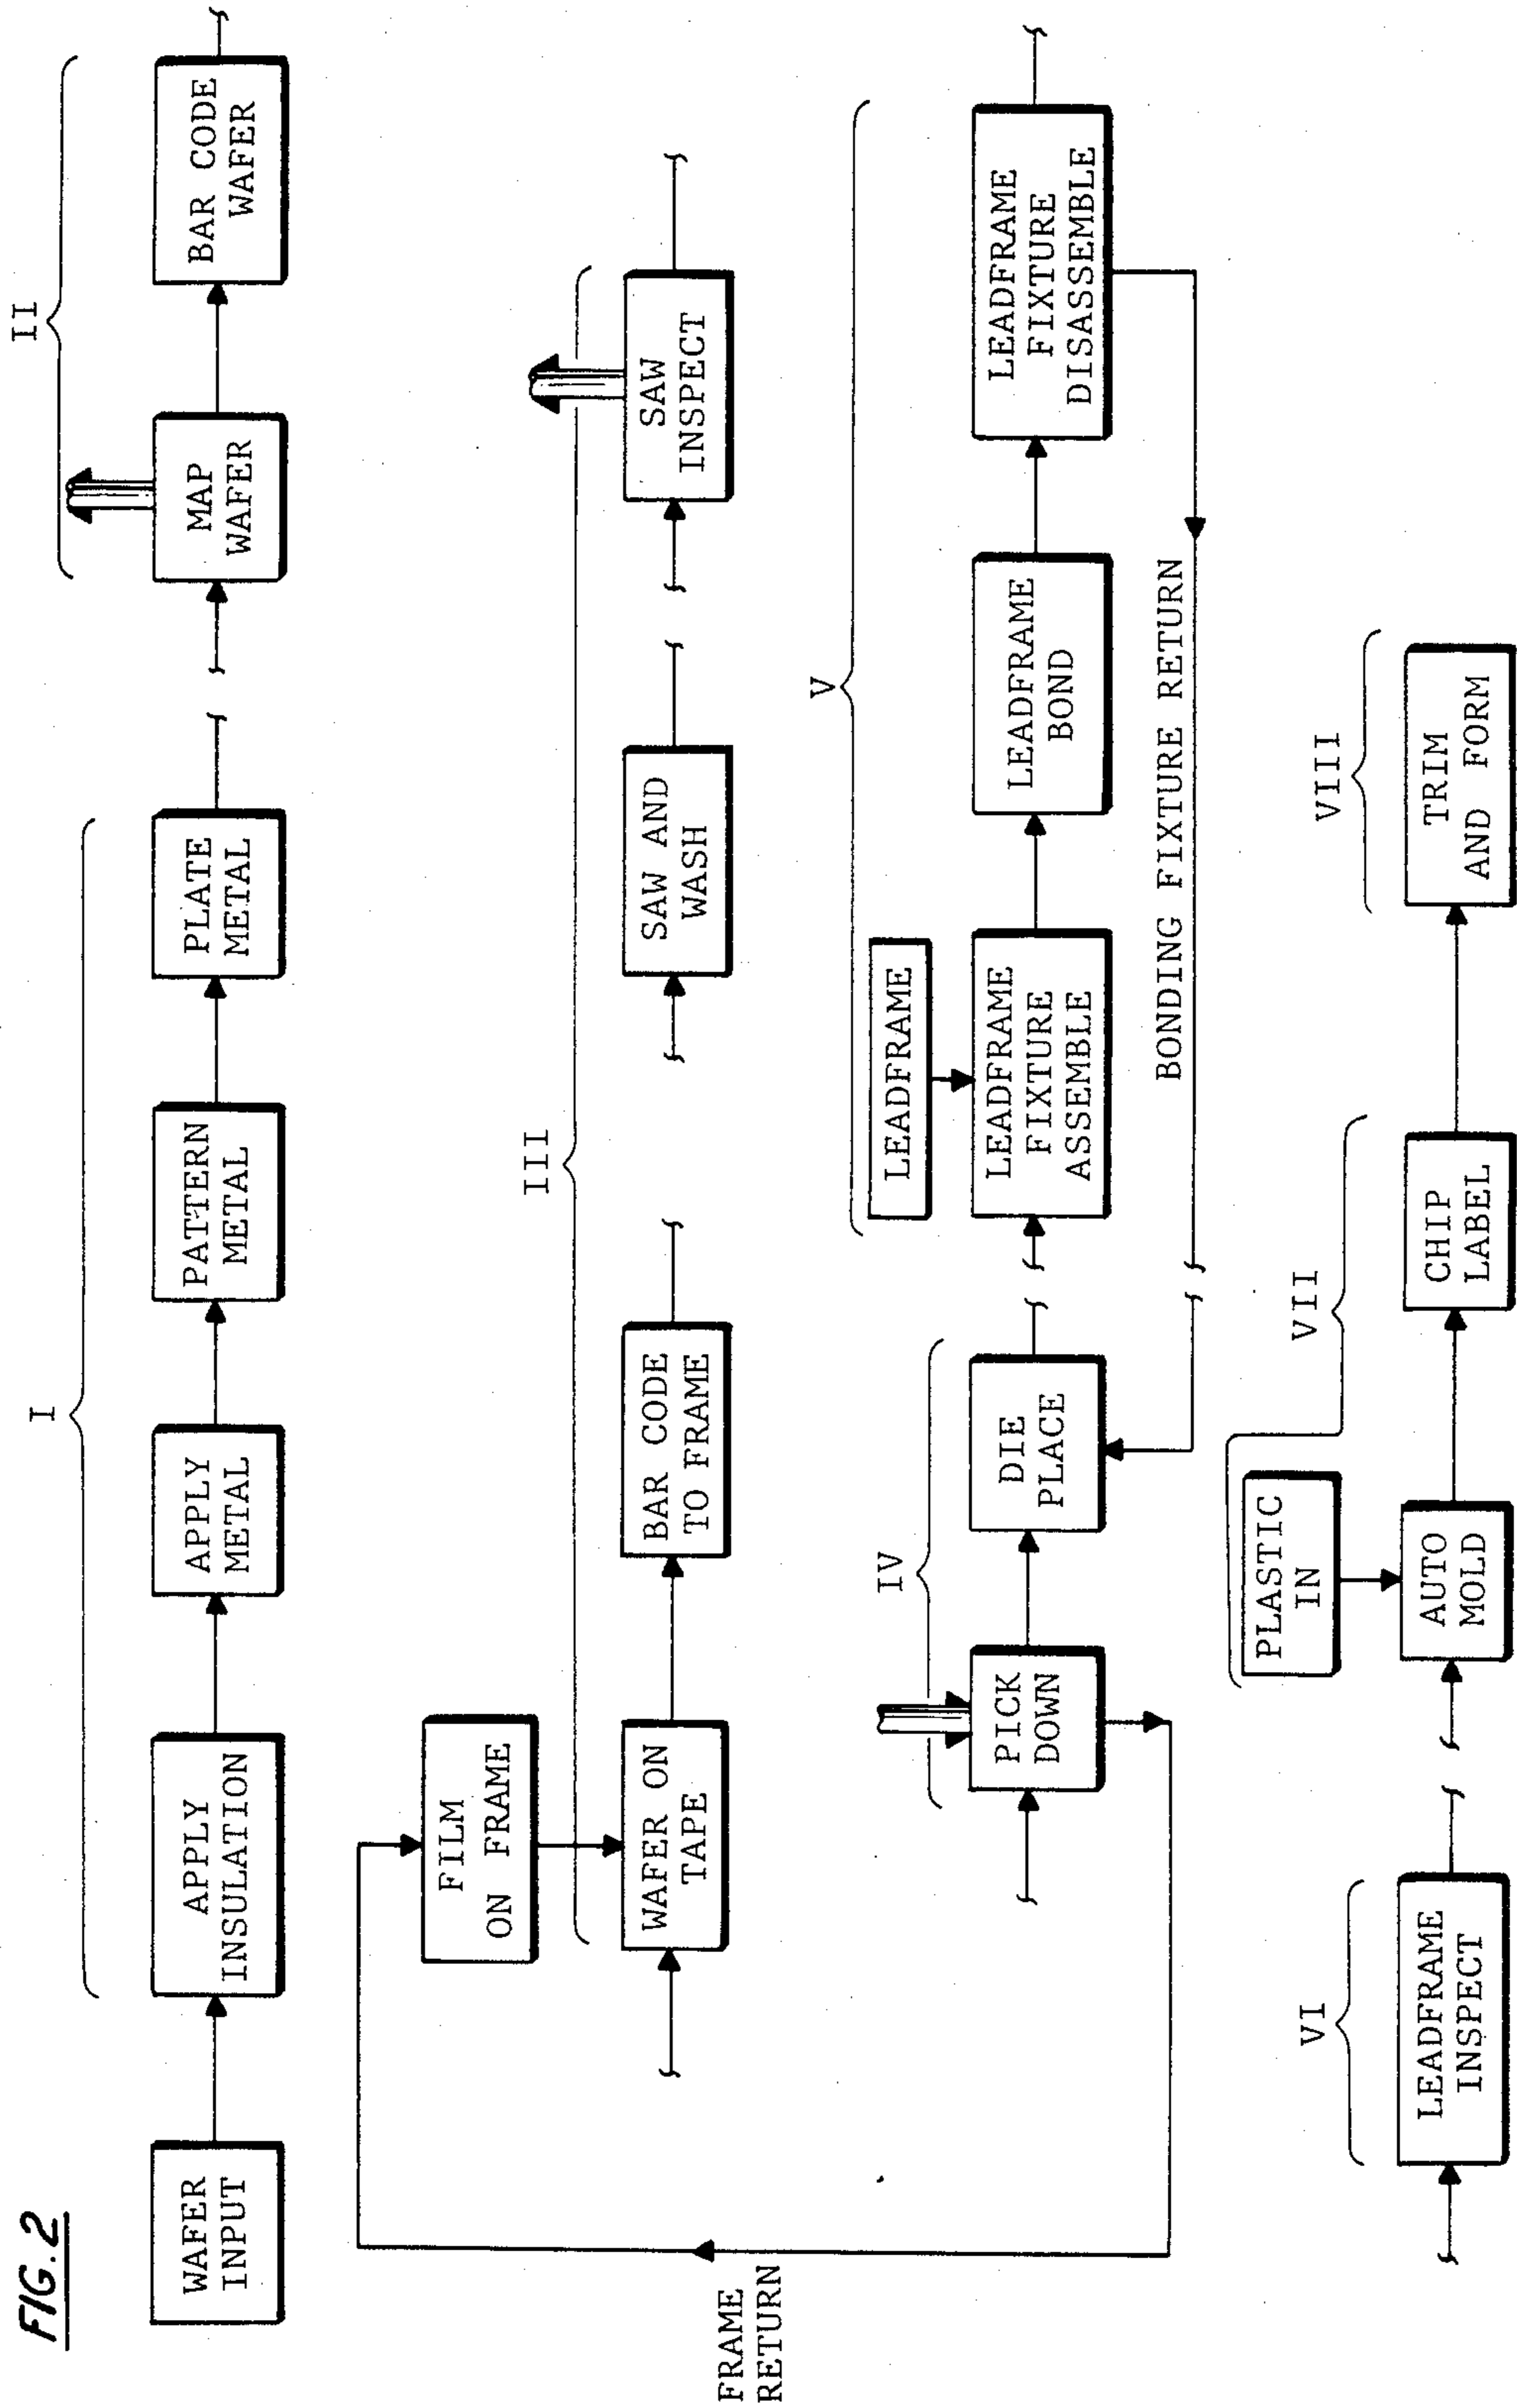 FIG. 2
I
II
WAFER
INPUT
APPLY
INSULATION
APPLY
METAL
PATTERN
METAL
PLATE
METAL
MAP
WAFER
BAR CODE
WAFER
FRAME
RETURN
FILM
ON FRAME
III
WAFER ON
TAPE
BAR CODE
TO FRAME
SAW AND
WASH
SAW
INSPECT
IV
PICK
DOWN
DIE
PLACE
V
LEADFRAME
LEADFRAME
FIXTURE
ASSEMBLE
LEADFRAME
BOND
LEADFRAME
FIXTURE
DISASSEMBLE
BONDING FIXTURE RETURN
VI
LEADFRAME
INSPECT
VII
PLASTIC
IN
AUTO
MOLD
CHIP
LABEL
VIII
TRIM
AND FORM